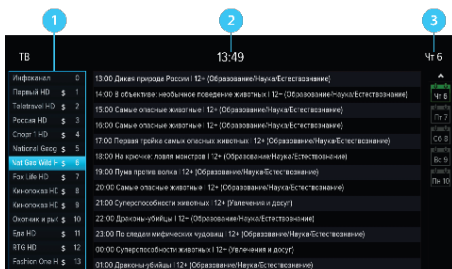 1 2 3
ТВ 13:49 Чт 6
Инфоканал 0
Первый HD $ 1
Teletravel HD $ 2
Россия HD $ 3
Спорт 1 HD $ 4
National Geog $ 5
Nat Geo Wild H $ 6
Fox Life HD $ 7
Кинопоказ HD $ 8
Кинопоказ HD $ 9
Охотник и рыб $ 10
Еда HD $ 11
RTG HD $ 12
Fashion One H $ 13
13:00 Дикая природа России | 12+ (Образование/Наука/Естествознание)
14:00 В объективе: необычное поведение животных | 12+ (Образование/Наука/Естествознание)
15:00 Самые опасные животные | 12+ (Образование/Наука/Естествознание)
16:00 Самые опасные животные | 12+ (Образование/Наука/Естествознание)
17:00 Первая тройка самых опасных животных | 12+ (Образование/Наука/Естествознание)
18:00 На крючке: ловля монстров | 12+ (Образование/Наука/Естествознание)
19:00 Пума против волка | 12+ (Образование/Наука/Естествознание)
20:00 Самые опасные животные | 12+ (Образование/Наука/Естествознание)
21:00 Суперспособности животных | 12+ (Увлечения и досуг)
22:00 Драконы-убийцы | 12+ (Образование/Наука/Естествознание)
23:00 По следам мифических чудовищ | 12+ (Образование/Наука/Естествознание)
00:00 Суперспособности животных | 12+ (Увлечения и досуг)
01:00 Драконы-убийцы | 12+ (Образование/Наука/Естествознание)
Чт 6
Пт 7
Сб 8
Вс 9
Пн 10